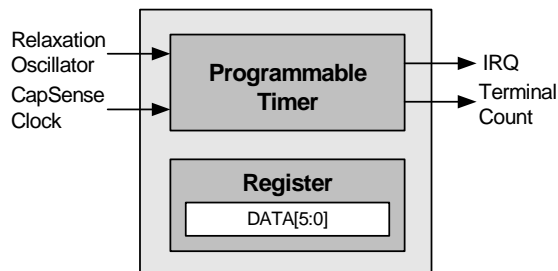 Relaxation
Oscillator
CapSense
Clock
Programmable
Timer
IRQ
Terminal
Count
Register
DATA[5:0]